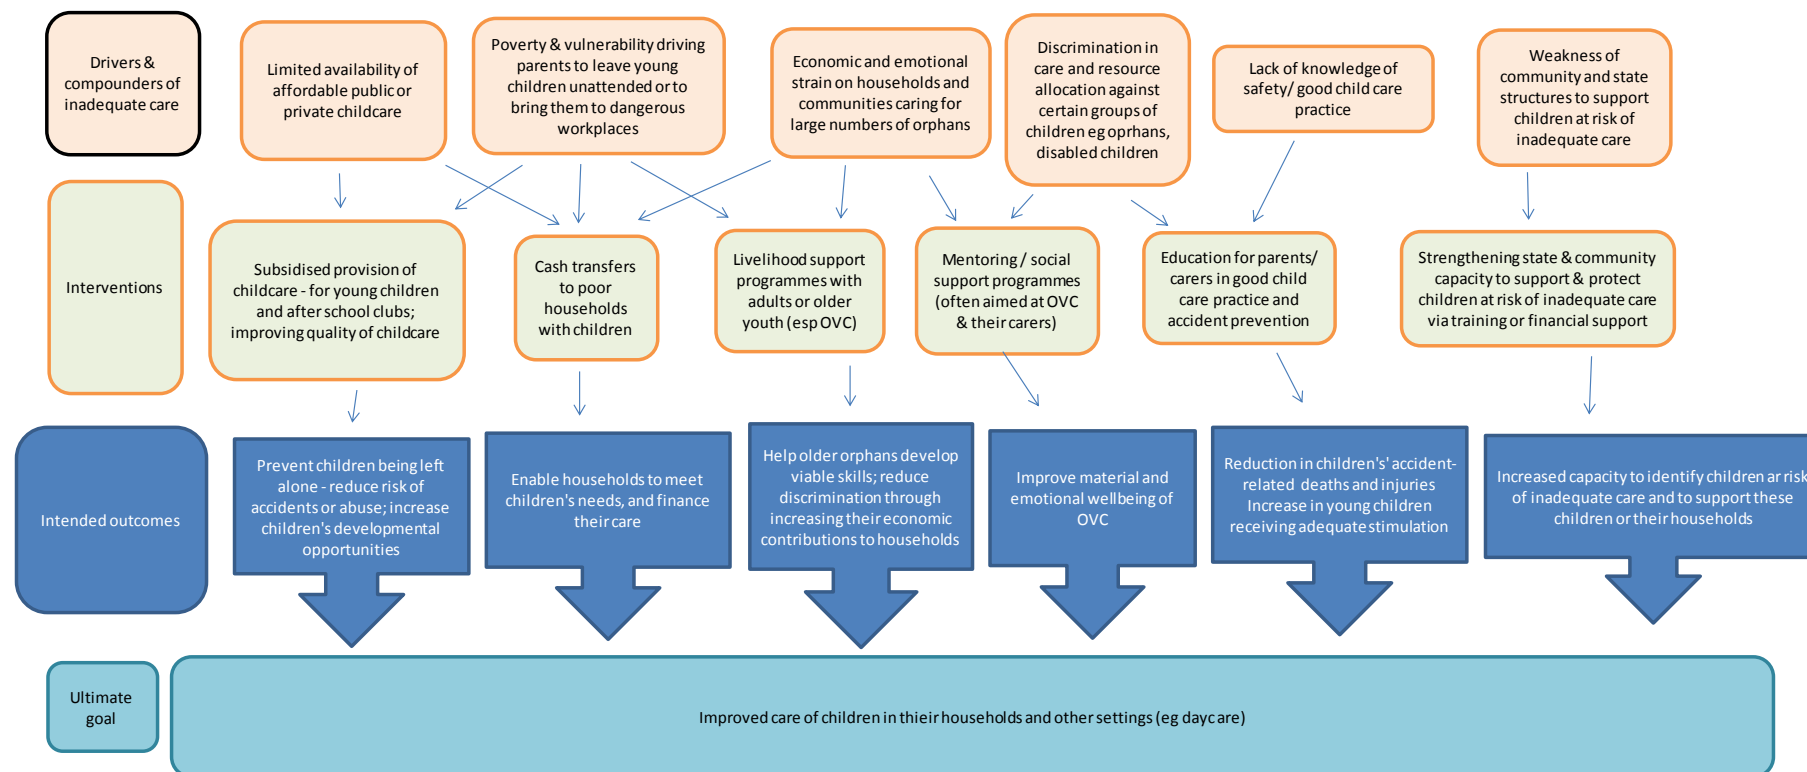 Drivers &
compounders of
inadequate care
Limited availability of
affordable public or
private childcare
Poverty & vulnerability driving
parents to leave young
children unattended or to
bring them to dangerous
workplaces
Economic and emotional
strain on households and
communities caring for
large numbers of orphans
Discrimination in
care and resource
allocation against
certain groups of
children eg oprhans,
disabled children
Lack of knowledge of
safety/ good child care
practice
Weakness of
community and state
structures to support
children at risk of
inadequate care
Interventions
Subsidised provision of
childcare - for young children
and after school clubs;
improving quality of childcare
Cash transfers
to poor
households
with children
Livelihood support
programmes with
adults or older
youth (esp OVC)
Mentoring / social
support programmes
(often aimed at OVC
& their carers)
Education for parents/
carers in good child
care practice and
accident prevention
Strengthening state & community
capacity to support & protect
children at risk of inadequate care
via training or financial support
Intended outcomes
Prevent children being left
alone - reduce risk of
accidents or abuse; increase
children's developmental
opportunities
Enable households to meet
children's needs, and finance
their care
Help older orphans develop
viable skills; reduce
discrimination through
increasing their economic
contributions to households
Improve material and
emotional wellbeing of
OVC
Reduction in children's' accident-
related deaths and injuries
Increase in young children
receiving adequate stimulation
Increased capacity to identify children ar risk
of inadequate care and to support these
children or their households
Ultimate
goal
Improved care of children in thieir households and other settings (eg daycare)